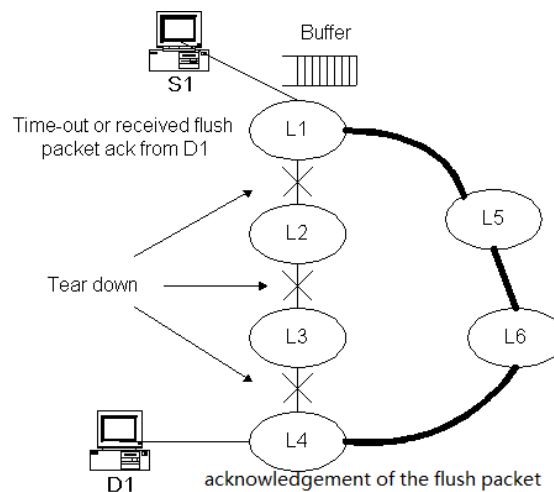 Buffer
S1
Time-out or received flush
packet ack from D1
L1
L2
L5
Tear down
L3
L6
L4
D1
acknowledgement of the flush packet